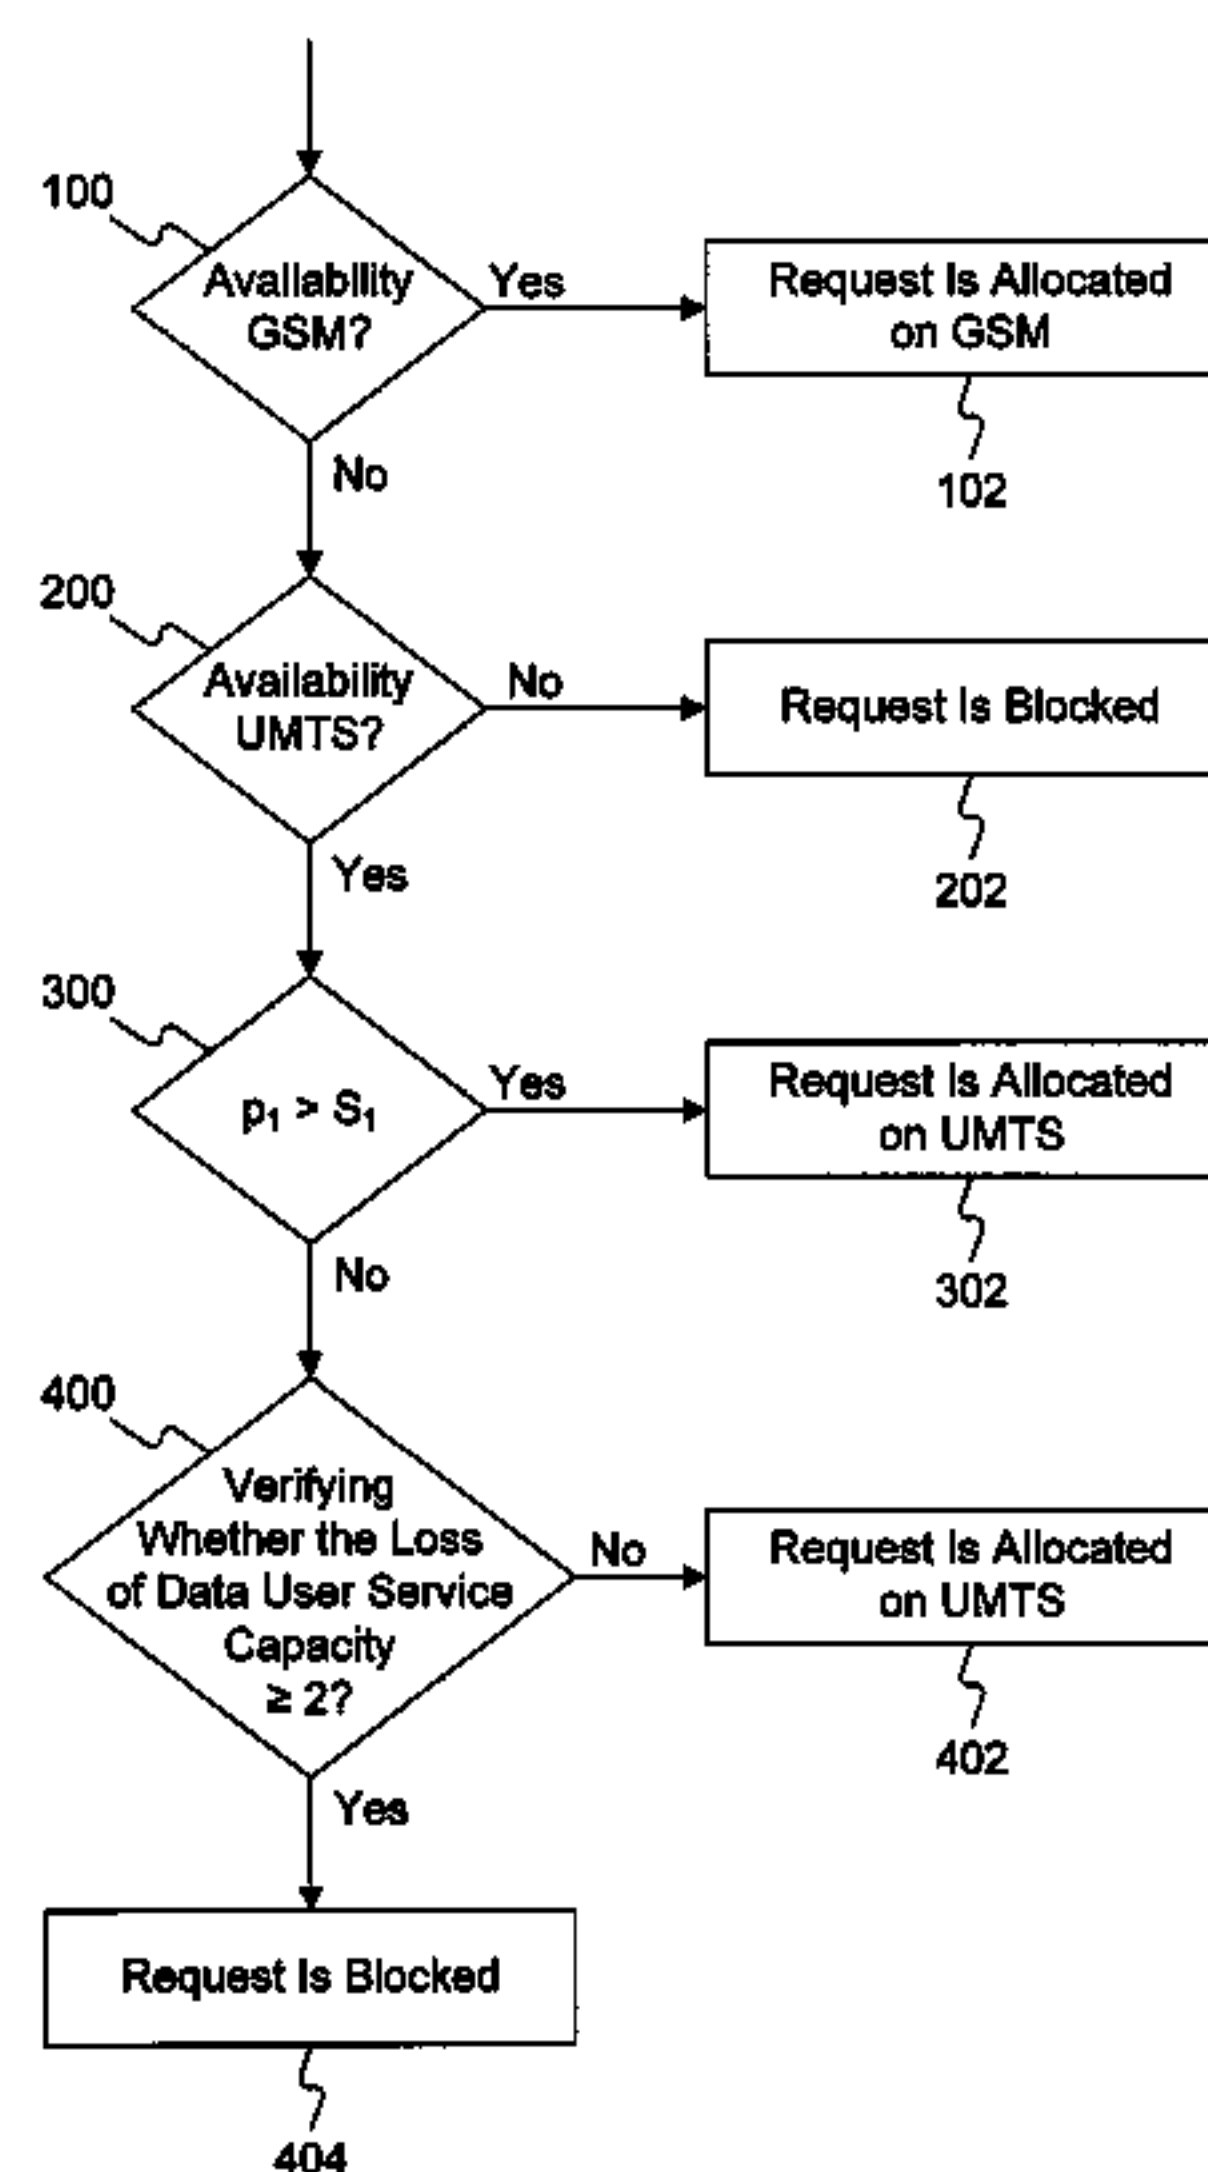 100
Availability
GSM?
Yes
Request Is Allocated
on GSM
102
No
200
Availability
UMTS?
No
Request Is Blocked
202
Yes
300
p₁ > S₁
Yes
Request Is Allocated
on UMTS
302
No
400
Verifying
Whether the Loss
of Data User Service
Capacity
≥ 2?
No
Request Is Allocated
on UMTS
402
Yes
Request Is Blocked
404